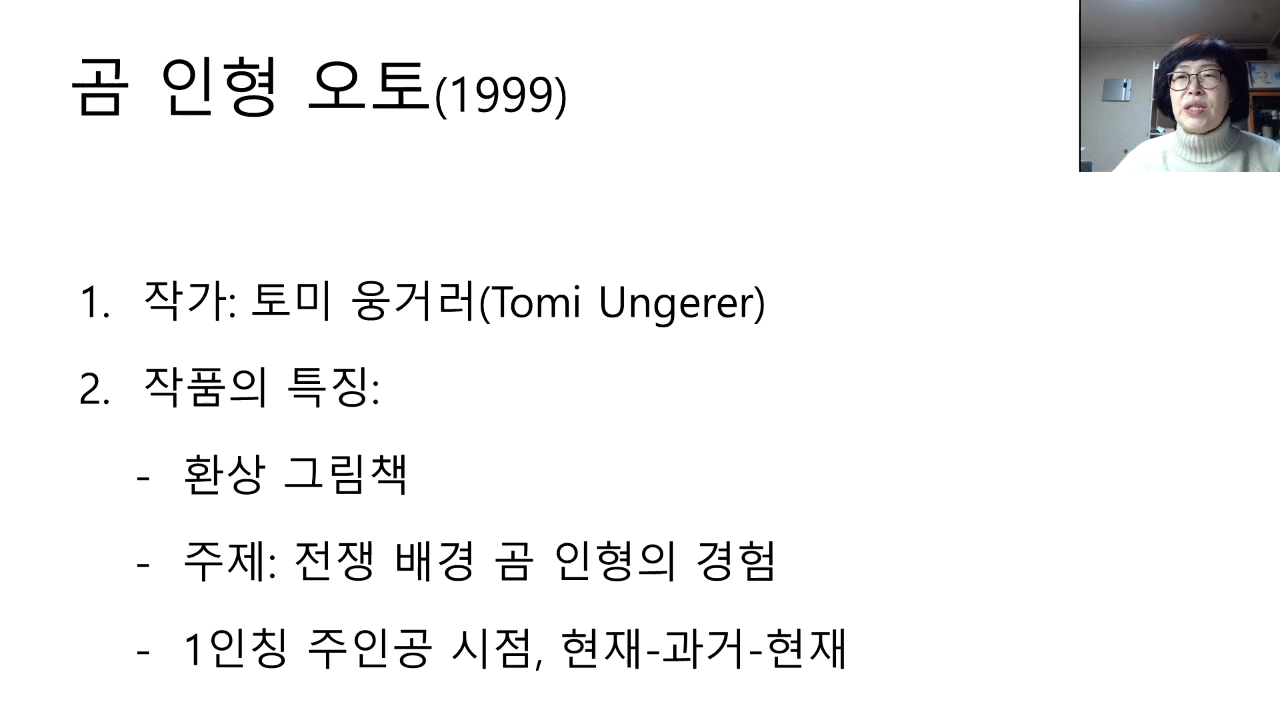 곰 인형 오토(1999)
1. 작가: 토미 웅거러(Tomi Ungerer)
2. 작품의 특징:
- 환상 그림책
- 주제: 전쟁 배경 곰 인형의 경험
- 1인칭 주인공 시점, 현재-과거-현재